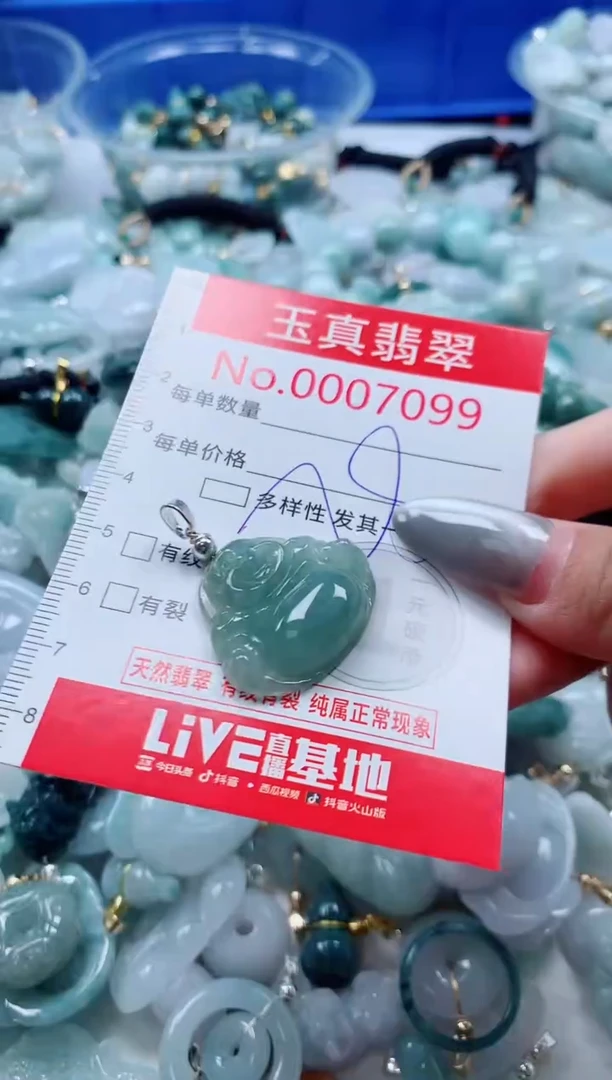 玉真翡翠
No.0007099
1
2
每单数量
3
每单价格
4
多样性 发其
5
有纹
6
有裂
7
天然翡翠 有纹有裂 纯属正常现象
8
LiVE直播基地
今日头条 抖音 · 西瓜视频 抖音火山版